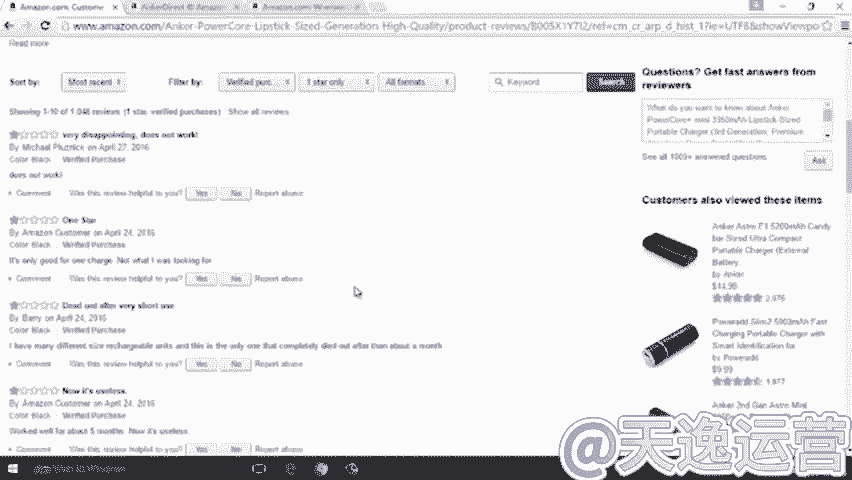 Amazon.com: Custome
AnkerDirect @ Amazon
www.amazon.com/Anker-PowerCore-Lipstick-Sized-Generation-High-Quality/product-reviews/B005X1Y7I2/ref=cm_cr_arp_d_hist_1?ie=UTF8&showViewpo
Read more
Sort by: Most recent Filter by: Verified purc 1 star only All formats Keyword Search
Showing 1-10 of 1,048 reviews (1 star, verified purchases) Show all reviews
very disappointing, does not work!
By Michael Pluznick on April 27, 2016
Color: Black Verified Purchase
does not work!
Comment Was this review helpful to you? Yes No Report abuse
One Star
By Amazon Customer on April 24, 2016
Color: Black Verified Purchase
It's only good for one charge. Not what I was looking for
Comment Was this review helpful to you? Yes No Report abuse
Dead out after very short use
By Barry on April 24, 2016
Color: Black Verified Purchase
I have many different size rechargeable units and this is the only one that completely died out after than about a month
Comment Was this review helpful to you? Yes No Report abuse
Now it's useless.
By Amazon Customer on April 24, 2016
Color: Black Verified Purchase
Worked well for about 5 months. Now it's useless.
Comment Was this review helpful to you? Yes No Report abuse
Questions? Get fast answers from
reviewers
What do you want to know about Anker
PowerCore+ mini 3350mAh Lipstick-Sized
Portable Charger (3rd Generation, Premium
See all 1000+ answered questions Ask
Customers also viewed these items
Anker Astro E1 5200mAh Candy
bar-Sized Ultra Compact
Portable Charger (External
Battery
by Anker
$14.99
2,676
Poweradd Slim2 5000mAh Fast
Charging Portable Charger with
Smart Identification for
by Poweradd
$9.99
1,877
Anker 2nd Gen Astro Mini
@天逸运营